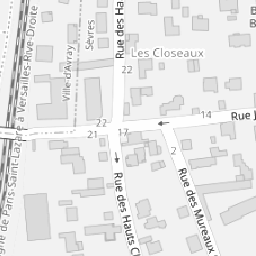 Sèvres
Ville-d'Avray
Rue des Ha
Les Closeaux
B
B
22
14
Rue J
22
21
17
2
Rue des Hauts C
Rue des Mureaux
gne de Paris-Saint-Lazare à Versailles-Rive-Droite